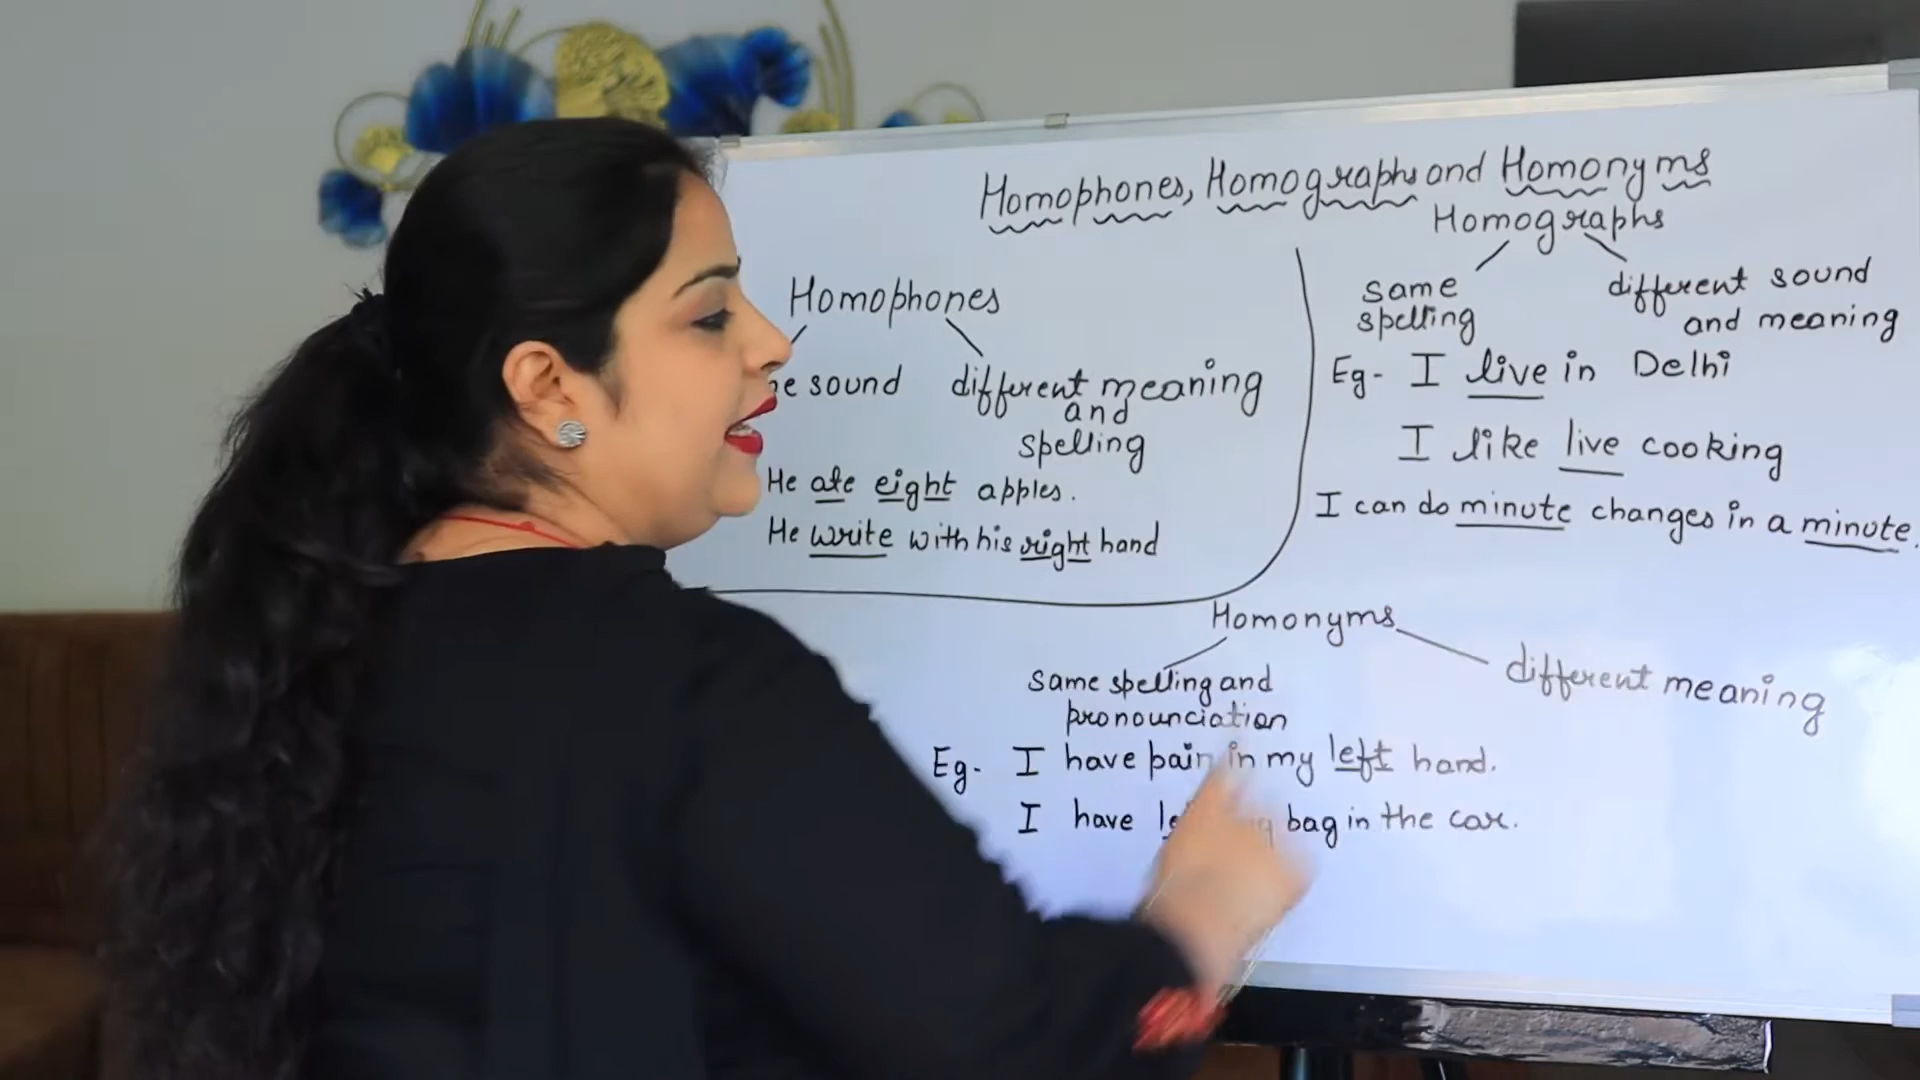 Homophones, Homographs and Homonyms
Homophones
sound
different meaning
and
spelling
He ate eight apples.
He write with his right hand
Homographs
same
spelling
different sound
and meaning
Eg- I live in Delhi
I like live cooking
I can do minute changes in a minute.
Homonyms
same spelling and
pronounciation
different meaning
Eg- I have pain in my left hand.
I have bag in the car.